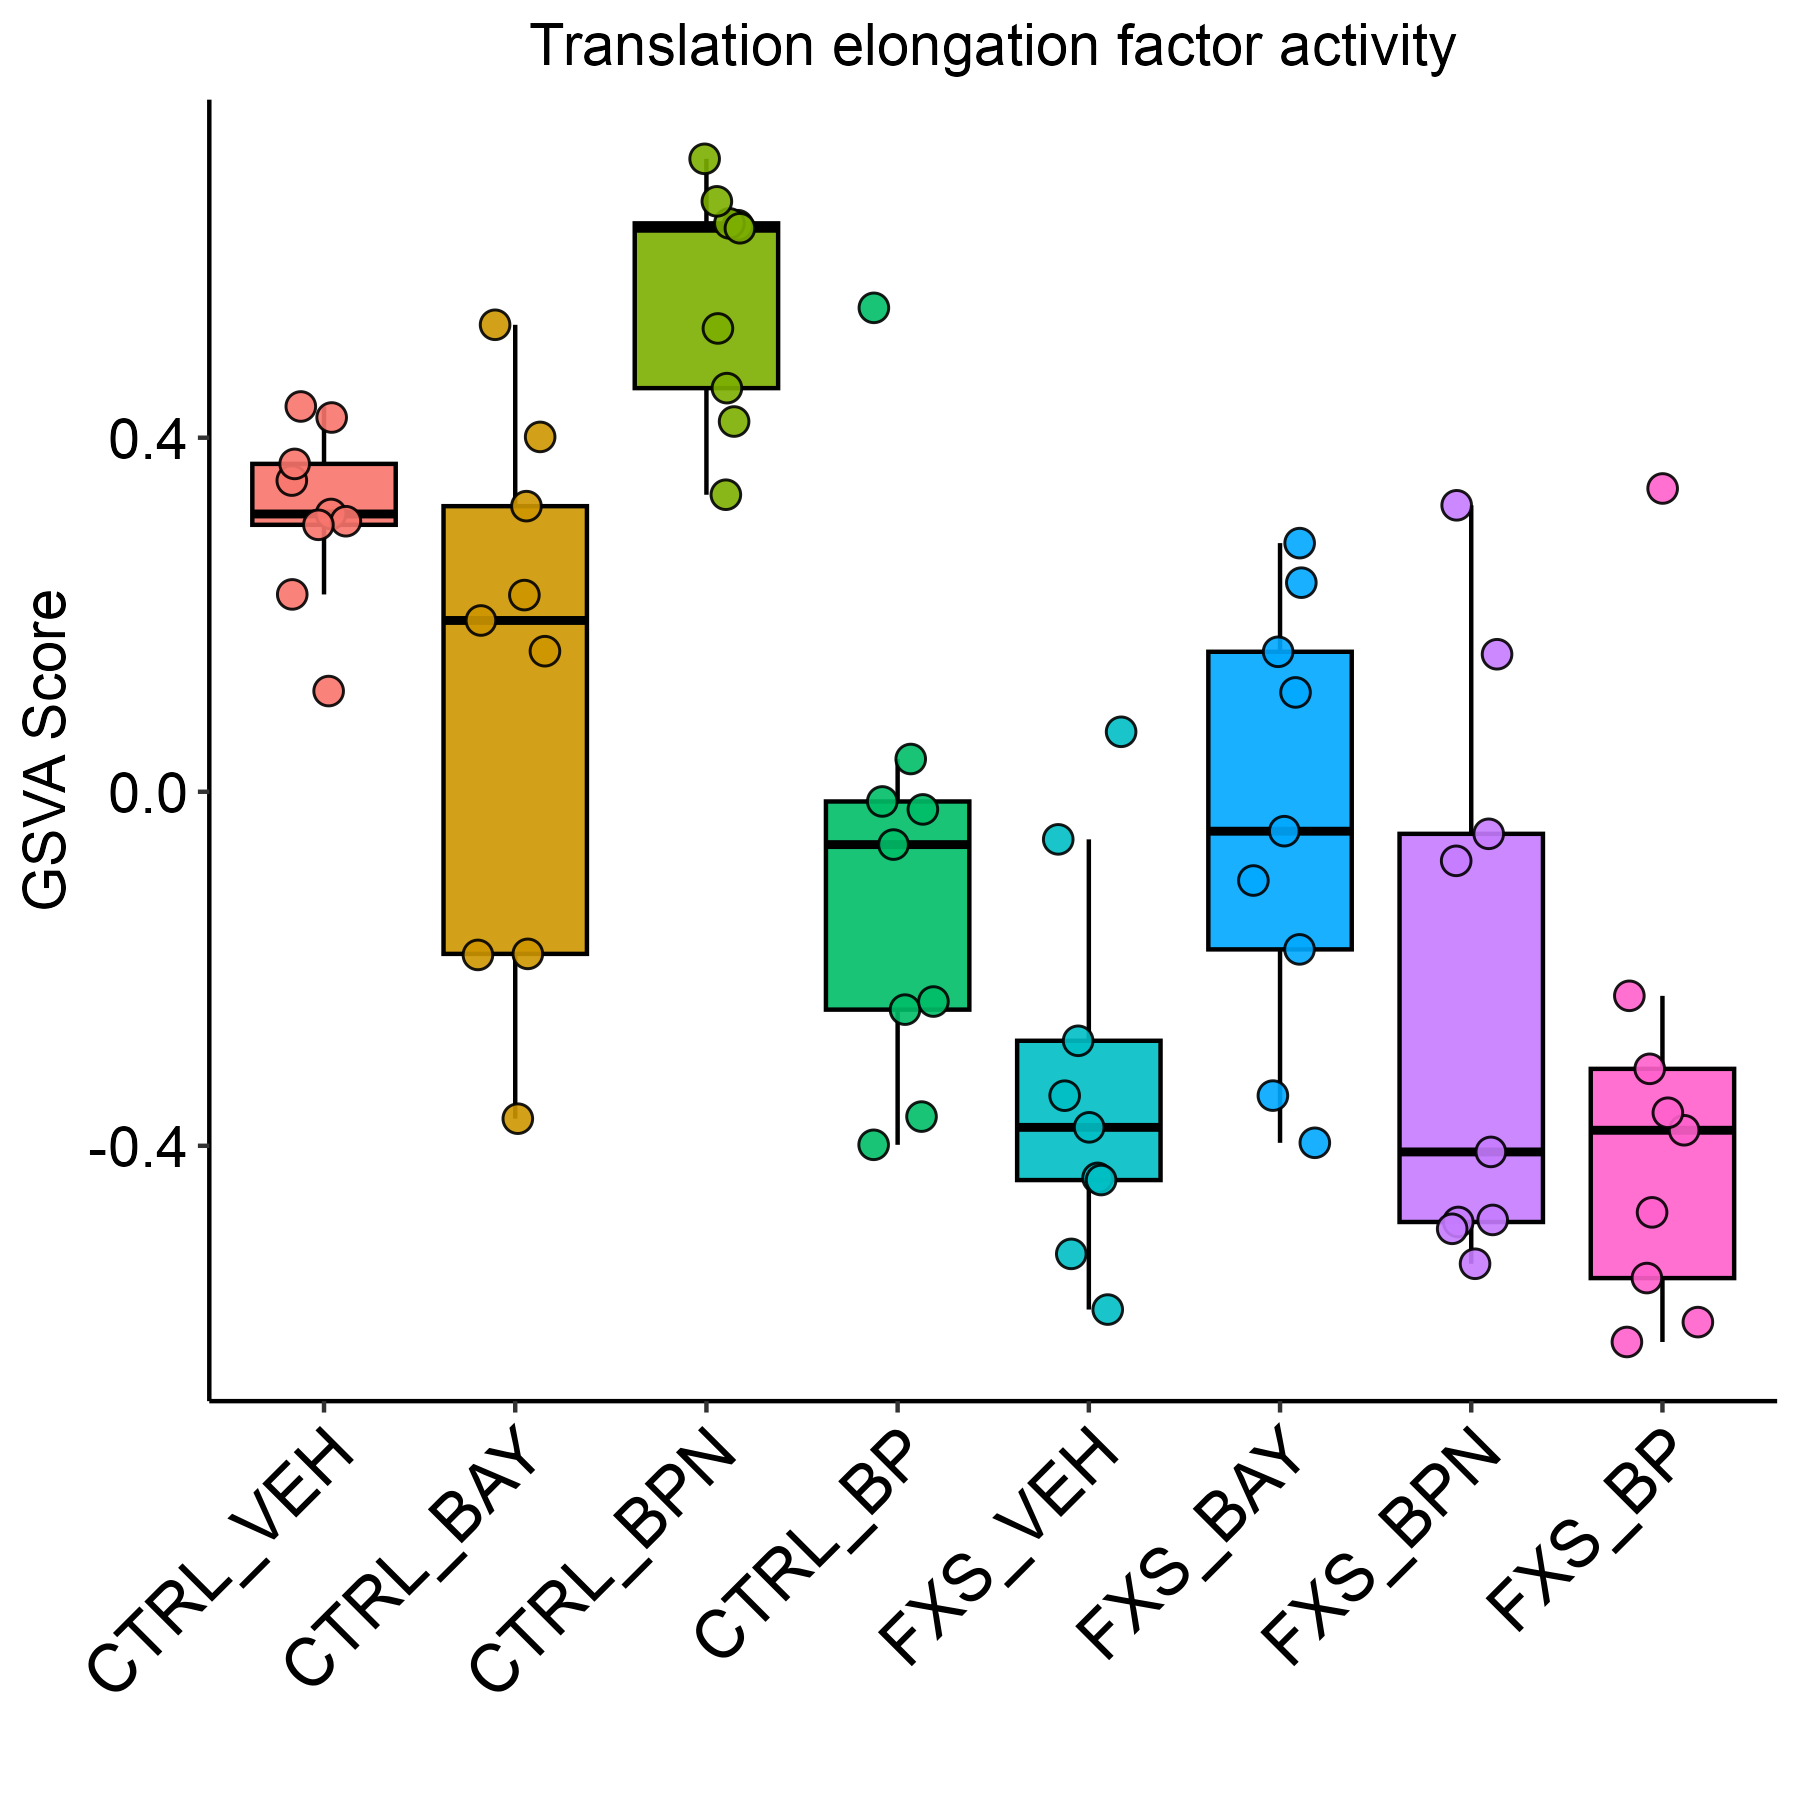 Translation elongation factor activity
GSVA Score
0.4
0.0
-0.4
CTRL_VEH
CTRL_BAY
CTRL_BPN
CTRL_BP
FXS_VEH
FXS_BAY
FXS_BPN
FXS_BP